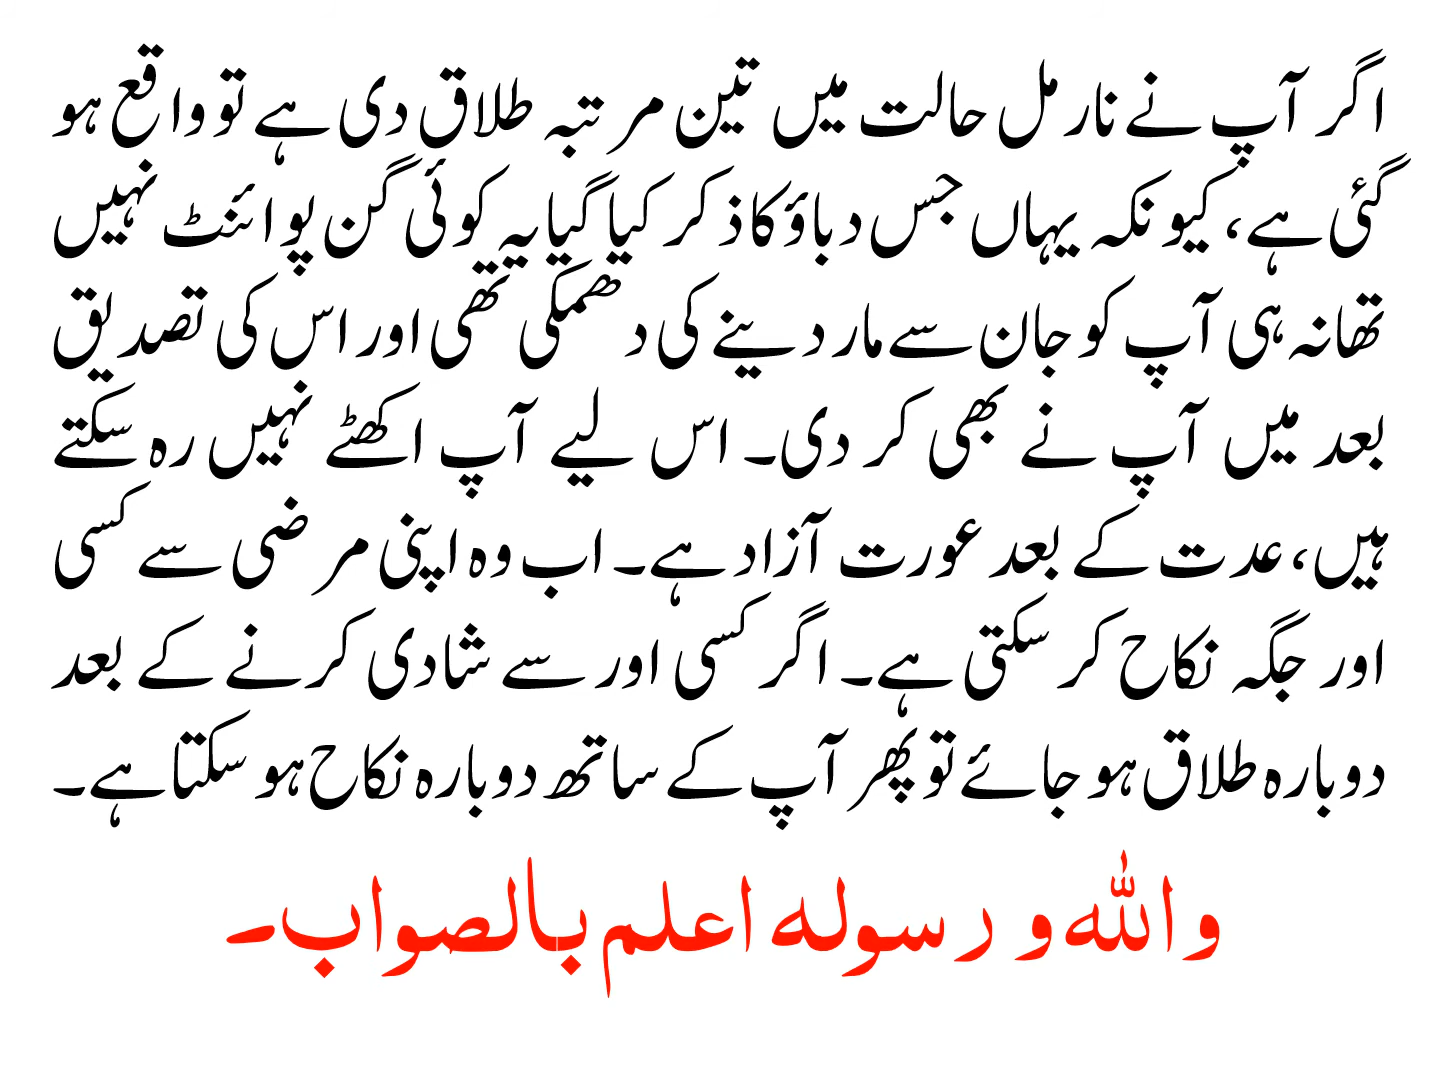 اگر آپ نے نارمل حالت میں تین مرتبہ طلاق دی ہے تو واقع ہو
گئی ہے، کیونکہ یہاں جس دباؤ کا ذکر کیا گیا یہ کوئی گن پوائنٹ نہیں
تھا نہ ہی آپ کو جان سے مار دینے کی دھمکی تھی اور اس کی تصدیق
بعد میں آپ نے بھی کر دی۔ اس لیے آپ اکھٹے نہیں رہ سکتے
ہیں، عدت کے بعد عورت آزاد ہے۔ اب وہ اپنی مرضی سے کسی
اور جگہ نکاح کر سکتی ہے۔ اگر کسی اور سے شادی کرنے کے بعد
دوبارہ طلاق ہو جائے تو پھر آپ کے ساتھ دوبارہ نکاح ہو سکتا ہے۔
واللہ و رسولہ اعلم بالصواب۔